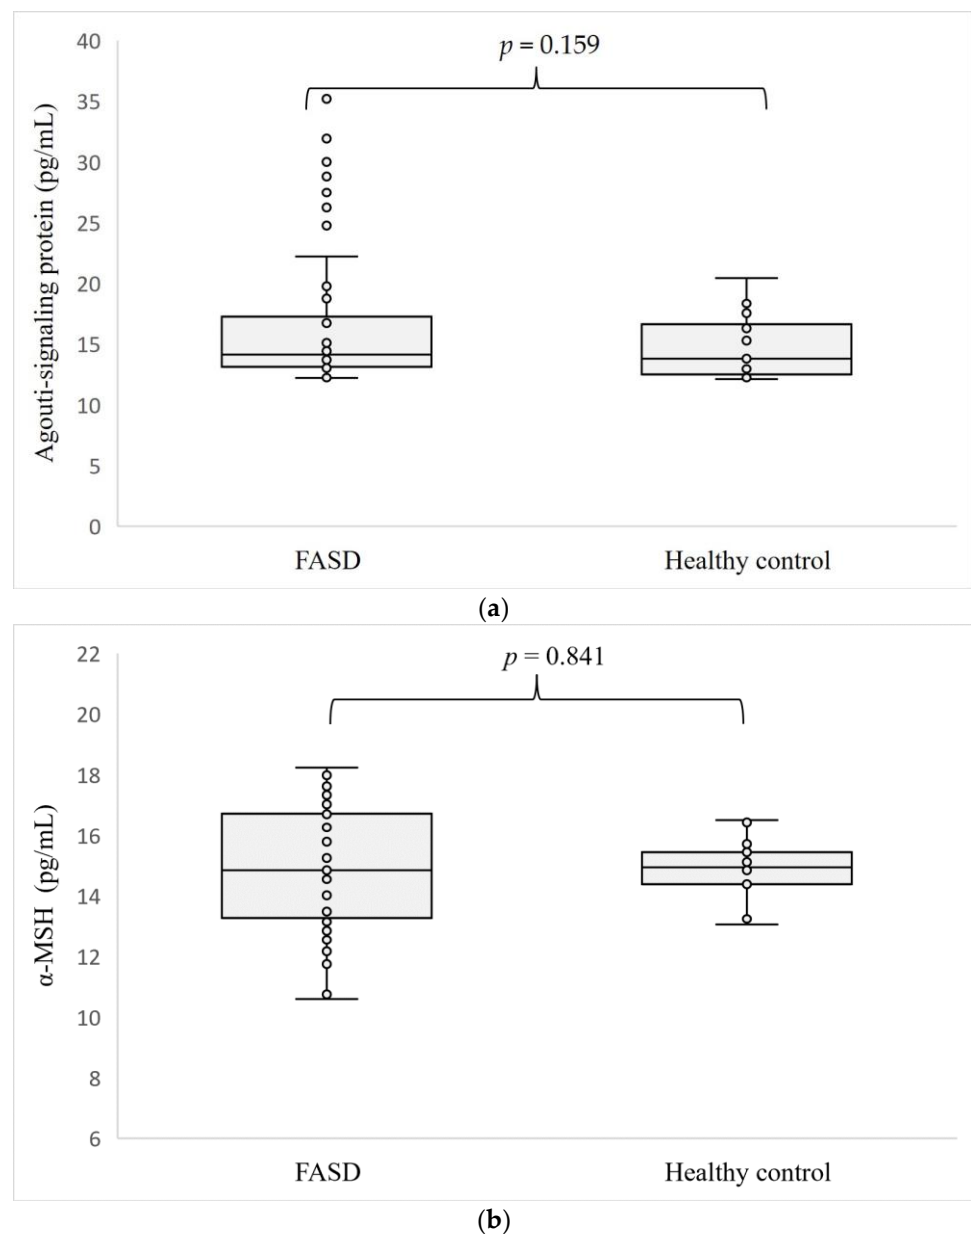 p = 0.159
Agouti-signaling protein (pg/mL)
40
35
30
25
20
15
10
5
0
FASD Healthy control
(a)
p = 0.841
α-MSH (pg/mL)
22
20
18
16
14
12
10
8
6
FASD Healthy control
(b)